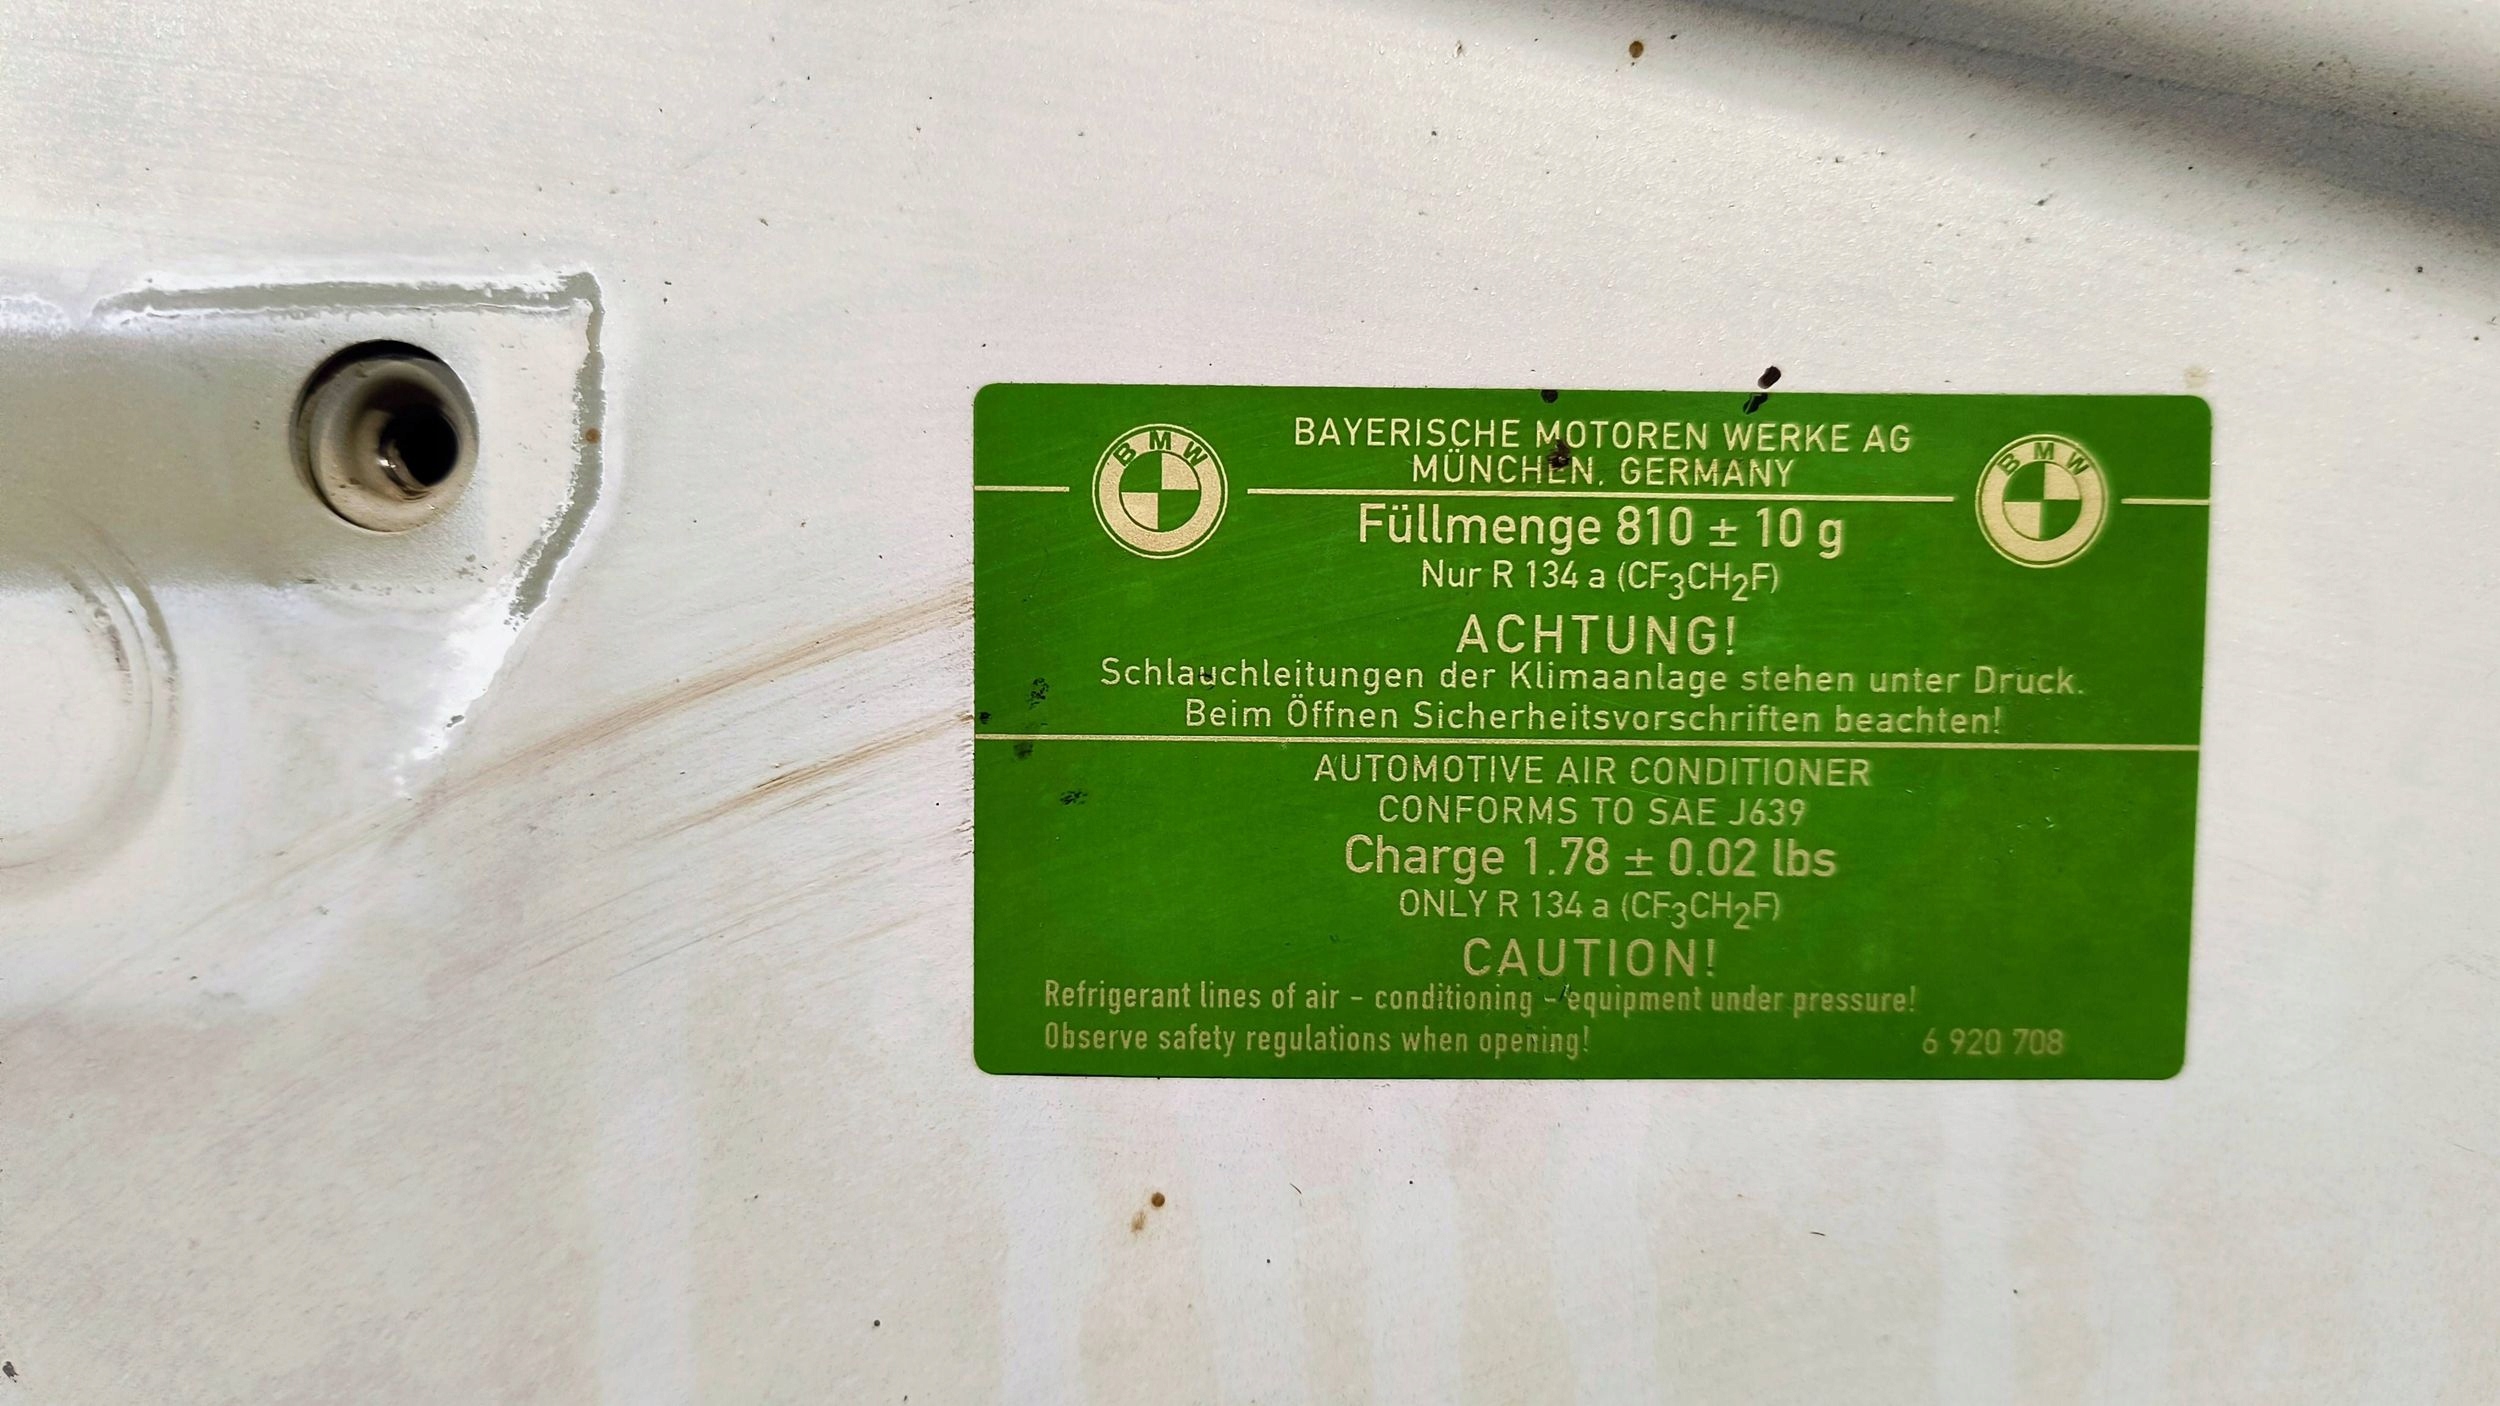 BAYERISCHE MOTOREN WERKE AG
MÜNCHEN. GERMANY
BMW
BMW
Füllmenge 810 ± 10 g
Nur R 134 a (CF₃CH₂F)
ACHTUNG!
Schlauchleitungen der Klimaanlage stehen unter Druck.
Beim Öffnen Sicherheitsvorschriften beachten!
AUTOMOTIVE AIR CONDITIONER
CONFORMS TO SAE J639
Charge 1.78 ± 0.02 lbs
ONLY R 134 a (CF₃CH₂F)
CAUTION!
Refrigerant lines of air - conditioning - equipment under pressure!
Observe safety regulations when opening!
6 920 708